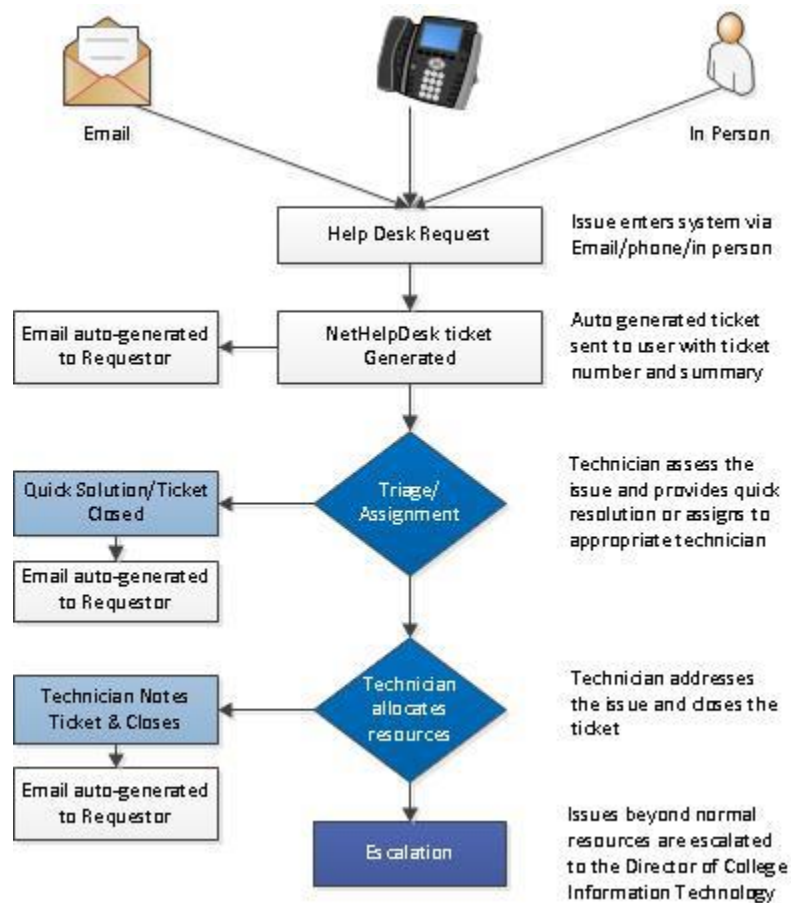 Email
In Person
Help Desk Request
Issue enters system via
Email/phone/in person
Email auto-generated
to Requestor
NetHelpDesk ticket
Generated
Auto generated ticket
sent to user with ticket
number and summary
Quick Solution/Ticket
Closed
Triage/
Assignment
Technician assess the
issue and provides quick
resolution or assigns to
appropriate technician
Email auto-generated
to Requestor
Technician Notes
Ticket & Closes
Technician
allocates
resources
Technician addresses
the issue and closes the
ticket
Email auto-generated
to Requestor
Escalation
Issues beyond normal
resources are escalated
to the Director of College
Information Technology